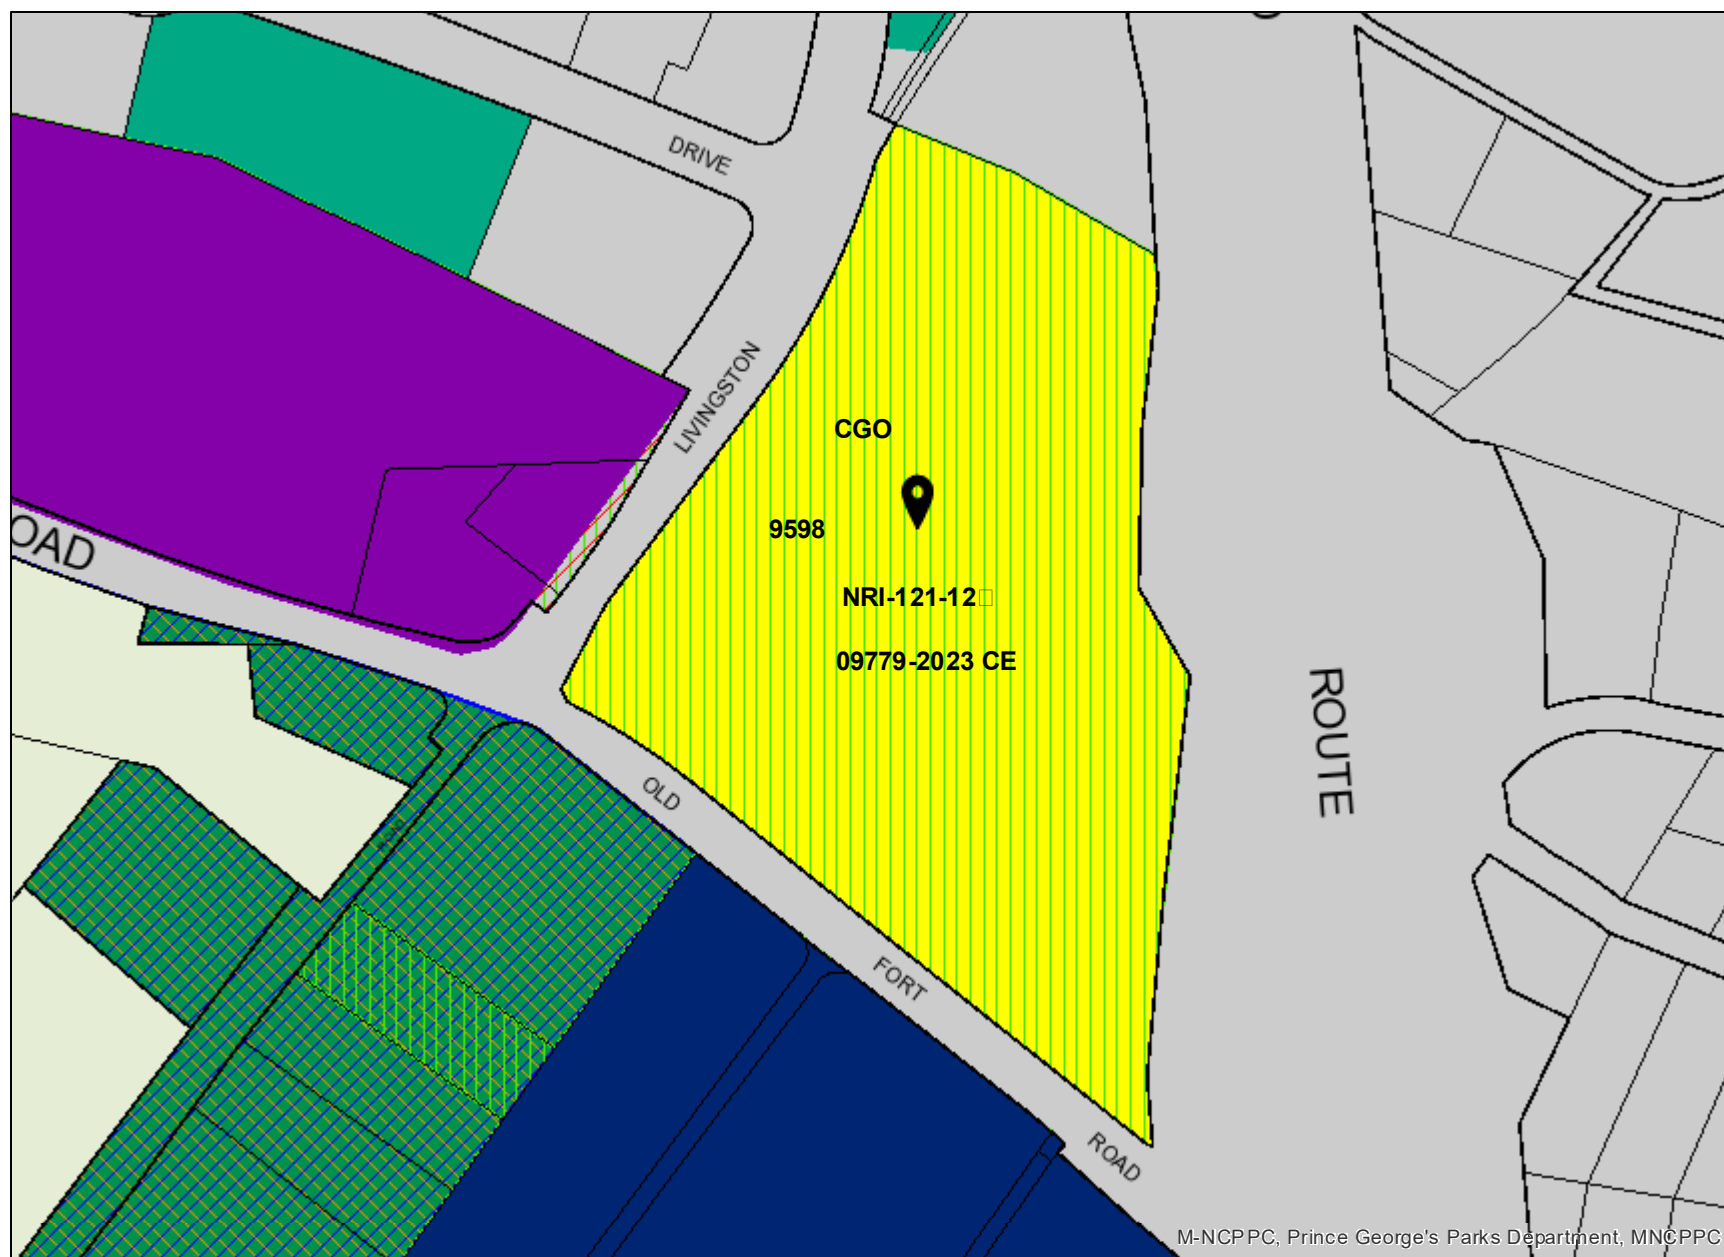 DRIVE
LIVINGSTON
CGO
9598
OAD
NRI-121-12
09779-2023 CE
ROUTE
OLD
FORT
ROAD
M-NCPPC, Prince George's Parks Department, MNCPPC